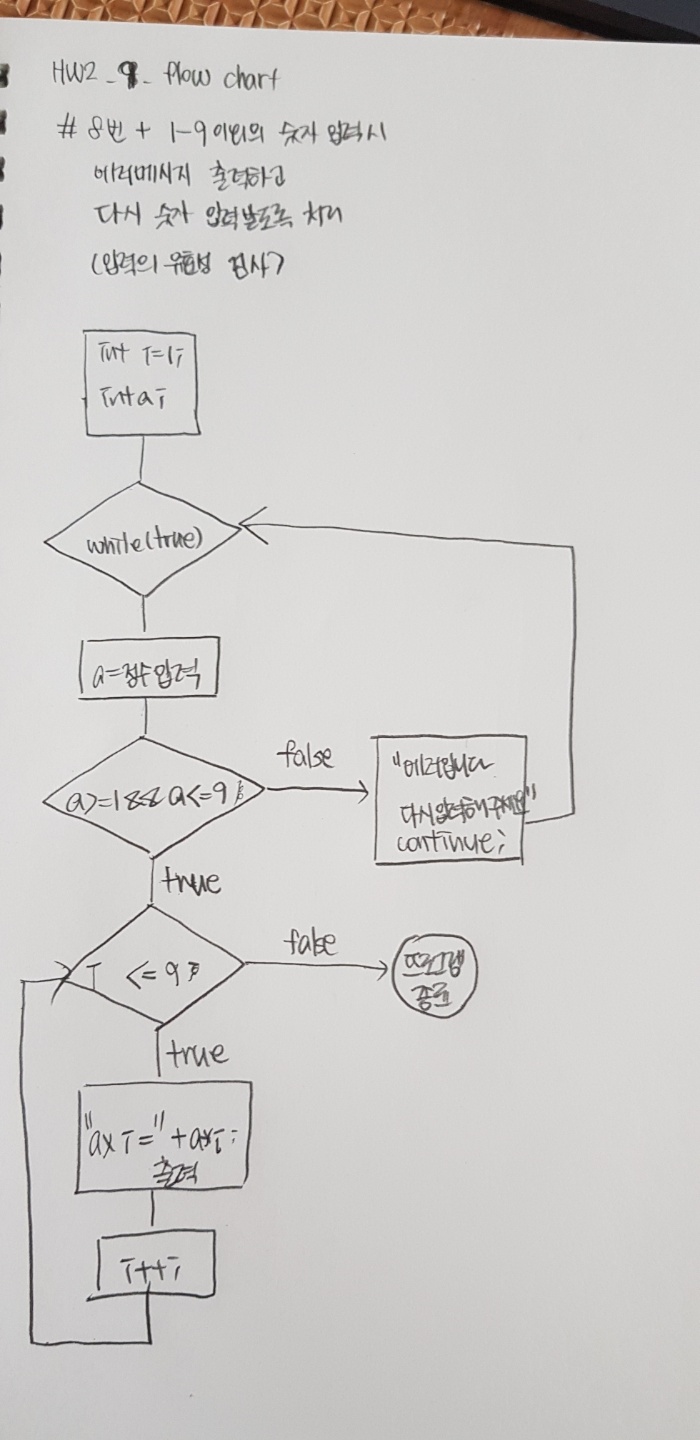 HW2_9_ flow chart
# 8번 + 1-9 이외의 숫자 입력시
에러메시지 출력하고
다시 숫자 입력받도록 처리
(입력의 유효성 검사)
int i=1;
int a;
while(true)
a=정수입력
false
"에러입니다
a>=1&&a<=9
다시입력해주세요"
continue;
true
false
i <= 9
프로그램
종료
true
"ax i=" + a*i;
출력
i++;